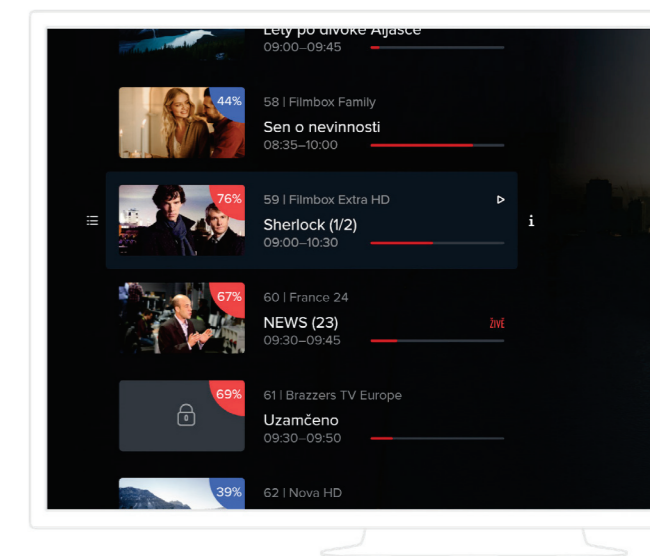 Lety po divoké Aljašce
09:00–09:45
44%
58 | Filmbox Family
Sen o nevinnosti
08:35–10:00
76%
59 | Filmbox Extra HD
Sherlock (1/2)
09:00–10:30
i
67%
60 | France 24
NEWS (23)
ŽIVĚ
09:30–09:45
69%
61 | Brazzers TV Europe
Uzamčeno
09:30–09:50
39%
62 | Nova HD